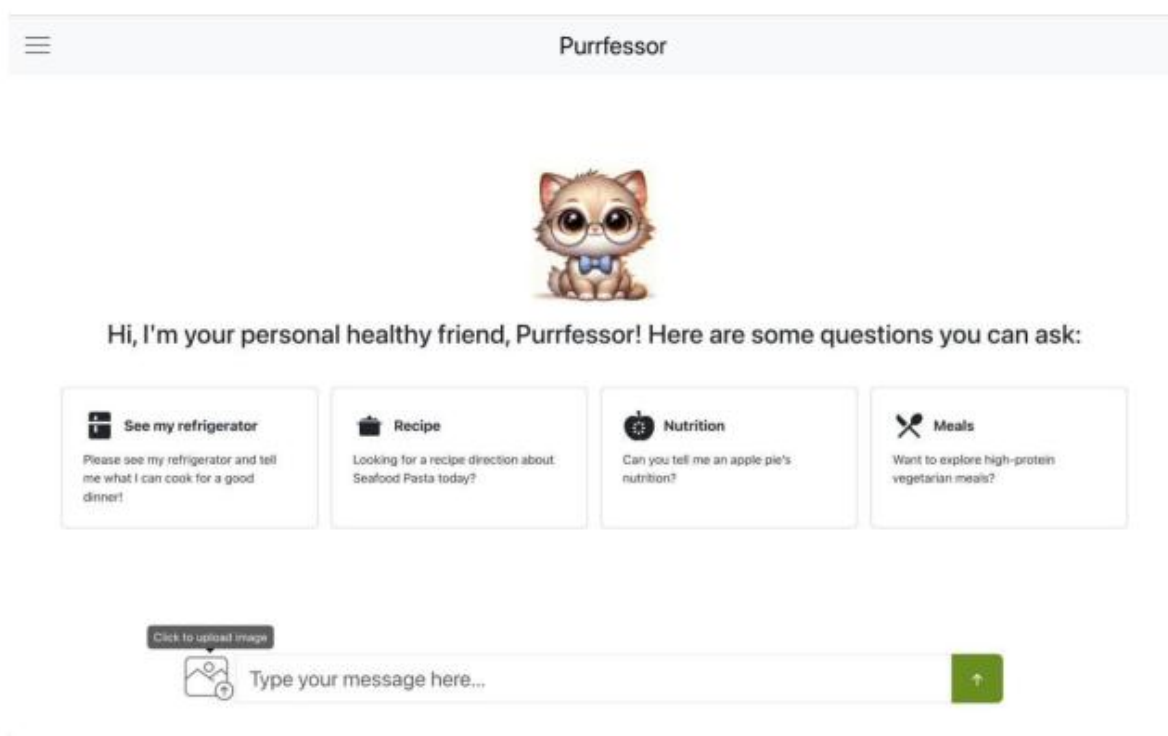 Purrfessor
Hi, I'm your personal healthy friend, Purrfessor! Here are some questions you can ask:
See my refrigerator
Please see my refrigerator and tell
me what I can cook for a good
dinner!
Recipe
Looking for a recipe direction about
Seafood Pasta today?
Nutrition
Can you tell me an apple pie's
nutrition?
Meals
Want to explore high-protein
vegetarian meals?
Click to upload image
Type your message here...